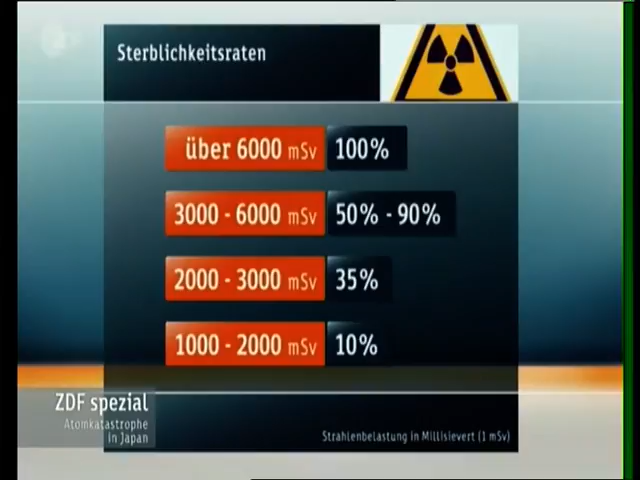 Sterblichkeitsraten
über 6000 mSv 100%
3000 - 6000 mSv 50% - 90%
2000 - 3000 mSv 35%
1000 - 2000 mSv 10%
ZDF spezial
Atomkatastrophe
in Japan
Strahlenbelastung in Millisievert (1 mSv)